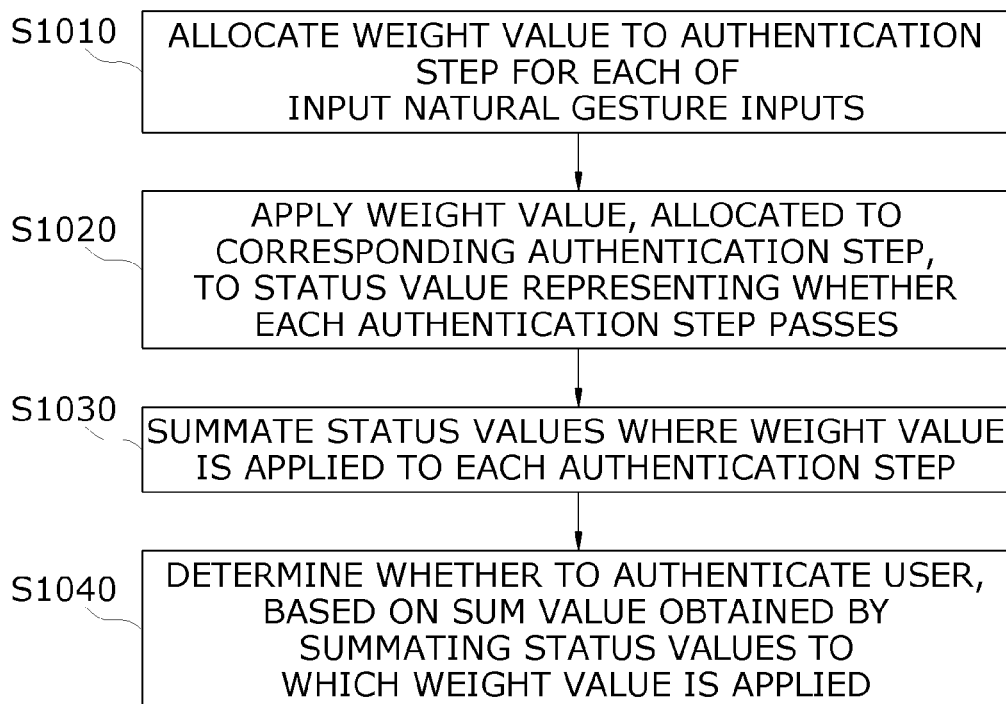 S1010
ALLOCATE WEIGHT VALUE TO AUTHENTICATION
STEP FOR EACH OF
INPUT NATURAL GESTURE INPUTS
S1020
APPLY WEIGHT VALUE, ALLOCATED TO
CORRESPONDING AUTHENTICATION STEP,
TO STATUS VALUE REPRESENTING WHETHER
EACH AUTHENTICATION STEP PASSES
S1030
SUMMATE STATUS VALUES WHERE WEIGHT VALUE
IS APPLIED TO EACH AUTHENTICATION STEP
S1040
DETERMINE WHETHER TO AUTHENTICATE USER,
BASED ON SUM VALUE OBTAINED BY
SUMMATING STATUS VALUES TO
WHICH WEIGHT VALUE IS APPLIED